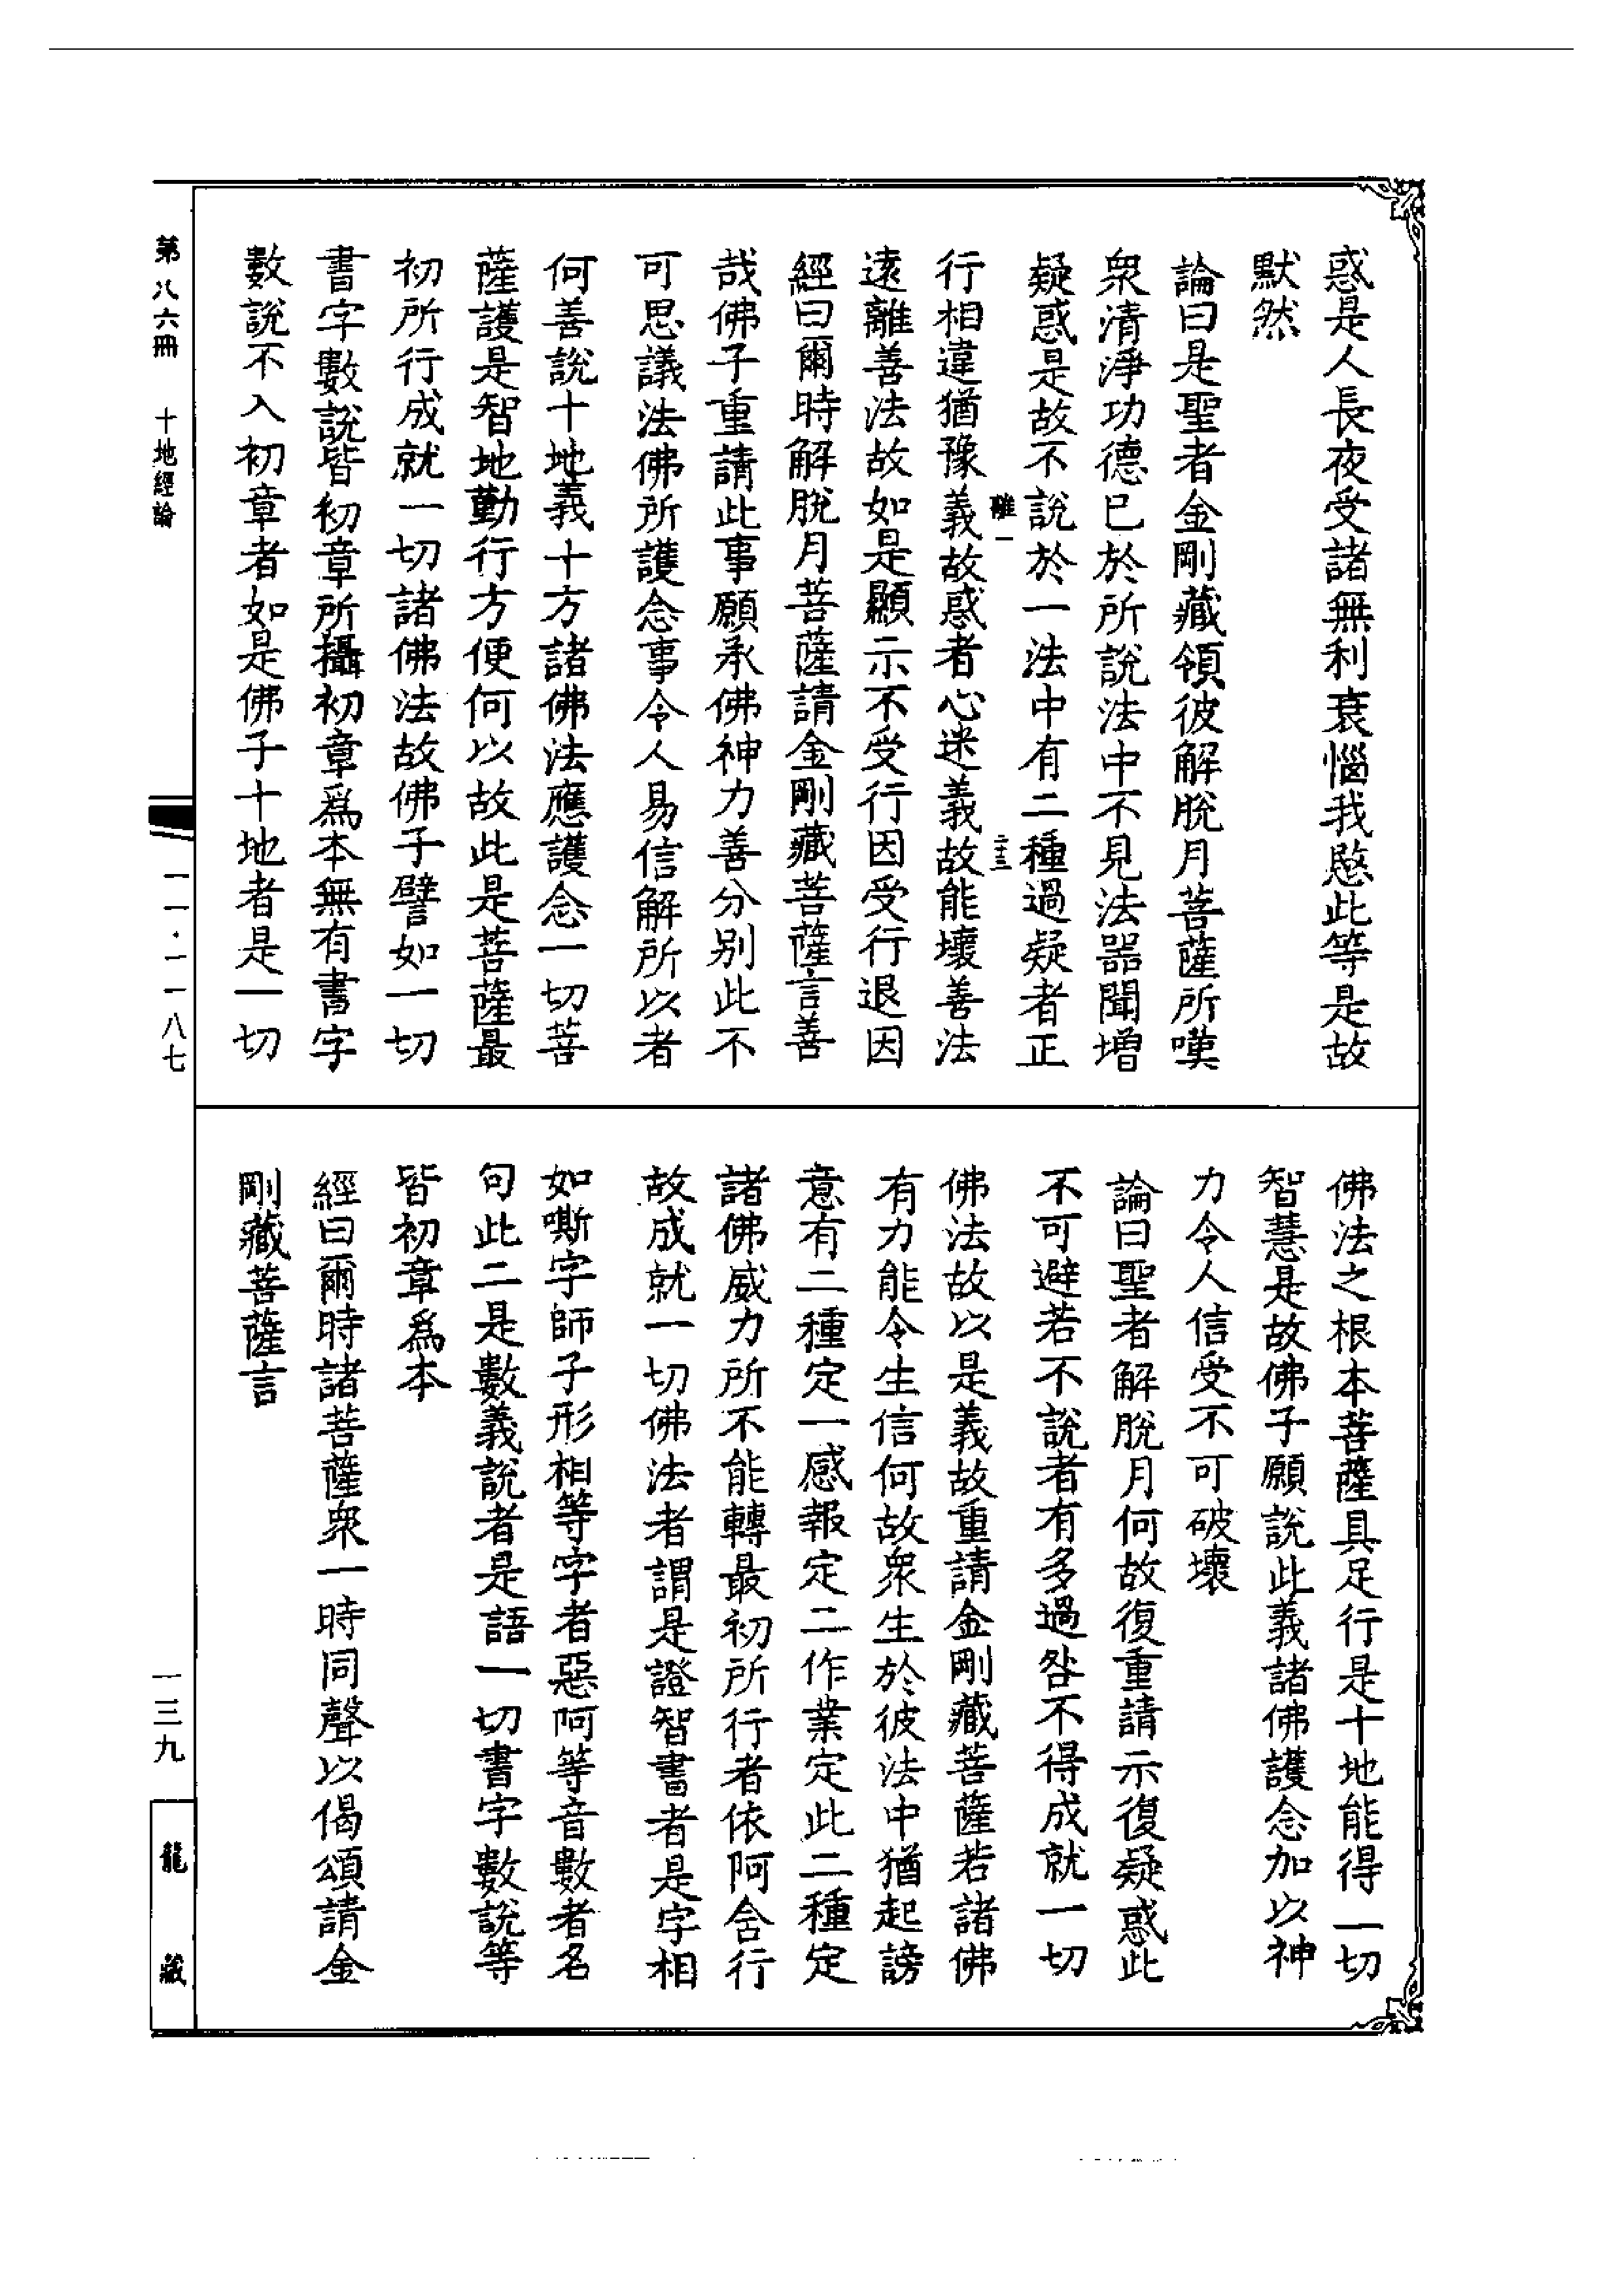 惑是人長夜受諸無利衰惱我愍此等是故
默然
論曰是聖者金剛藏領彼解脫月菩薩所嘆
衆清淨功德已於所說法中不見法器聞增
疑惑是故不說於一法中有二種過疑者正
離一
十三
行相違猶豫義故惑者心迷義故能壞善法
遠離善法故如是顯示不受行因受行退因
經曰爾時解脫月菩薩請金剛藏菩薩言善
哉佛子重請此事願承佛神力善分別此不
可思議法佛所護念事令人易信解所以者
何善說十地義十方諸佛法應護念一切菩
薩護是智地勤行方便何以故此是菩薩最
初所行成就一切諸佛法故佛子譬如一切
書字數說皆初章所攝初章爲本無有書字
數說不入初章者如是佛子十地者是一切
佛法之根本菩薩具足行是十地能得一切
智慧是故佛子願說此義諸佛護念加以神
力令人信受不可破壞
論曰聖者解脫月何故復重請示復疑惑此
不可避若不說者有多過咎不得成就一切
佛法故以是義故重請金剛藏菩薩若諸佛
有力能令生信何故衆生於彼法中猶起謗
意有二種定一感報定二作業定此二種定
諸佛威力所不能轉最初所行者依阿含行
故成就一切佛法者謂是證智書者是字相
如嘶字師子形相等字者惡阿等音數者名
句此二是數義說者是語一切書字數說等
皆初章爲本
經曰爾時諸菩薩衆一時同聲以偈頌請金
剛藏菩薩言
第八六冊 十地經論
一一·一一八七
一三九
龍藏